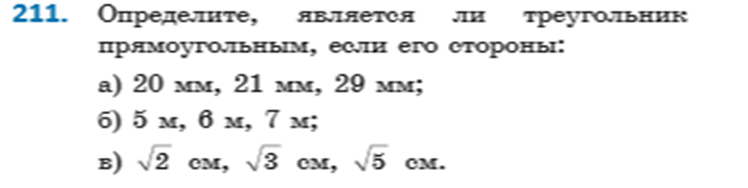 211. Определите, является ли треугольник
прямоугольным, если его стороны:
а) 20 мм, 21 мм, 29 мм;
б) 5 м, 6 м, 7 м;
в) √2 см, √3 см, √5 см.